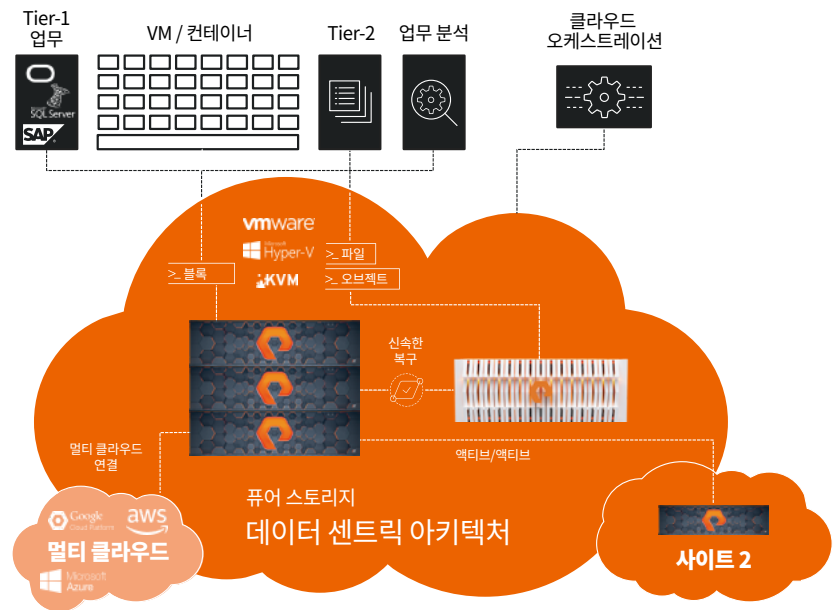 Tier-1
업무
VM / 컨테이너
Tier-2
업무 분석
클라우드
오케스트레이션
Microsoft
SQL Server
SAP
vmware
Microsoft
Hyper-V
KVM
>_ 블록
>_ 파일
>_ 오브젝트
신속한
복구
멀티 클라우드
연결
액티브/액티브
퓨어 스토리지
데이터 센트릭 아키텍처
Google
Cloud Platform
aws
멀티 클라우드
Microsoft
Azure
사이트 2